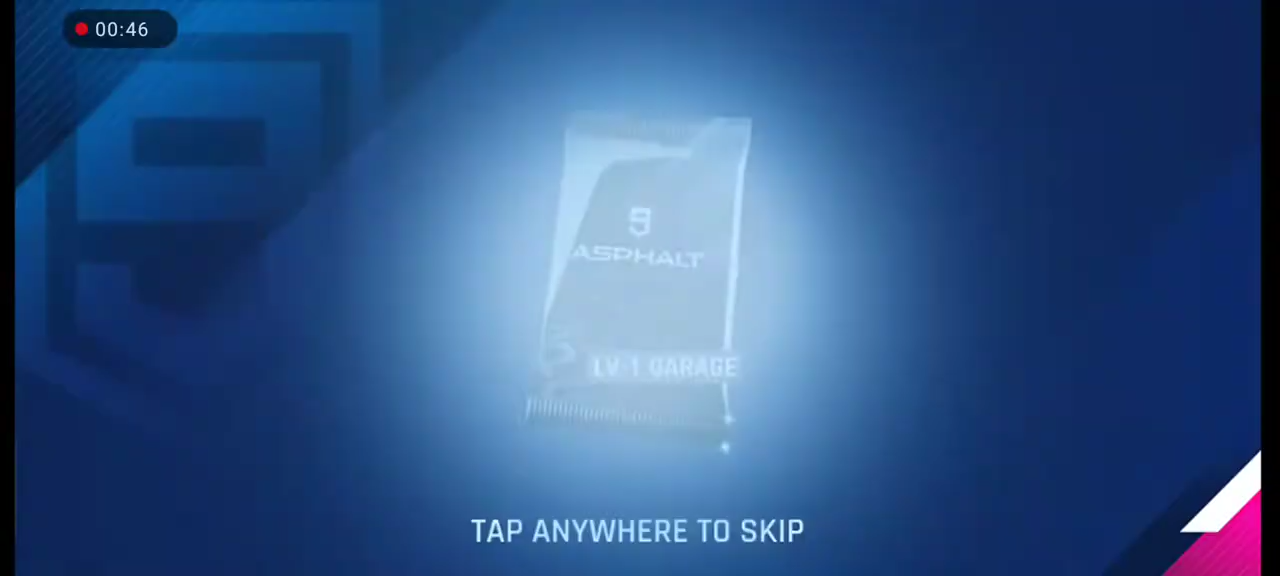 00:46
9
ASPHALT
LV-1 GARAGE
TAP ANYWHERE TO SKIP